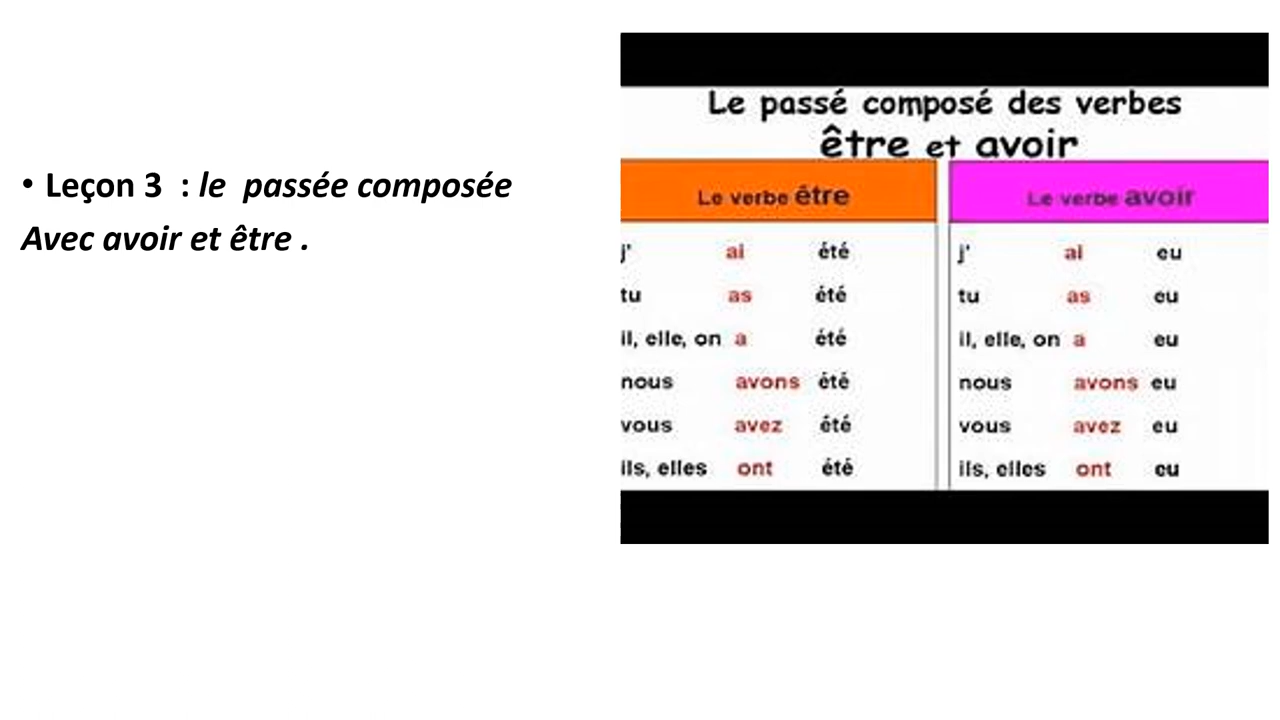 • Leçon 3 : le passée composée
Avec avoir et être .
Le passé composé des verbes
être et avoir
Le verbe être
j' ai été
tu as été
il, elle, on a été
nous avons été
vous avez été
ils, elles ont été
Le verbe avoir
j' ai eu
tu as eu
il, elle, on a eu
nous avons eu
vous avez eu
ils, elles ont eu